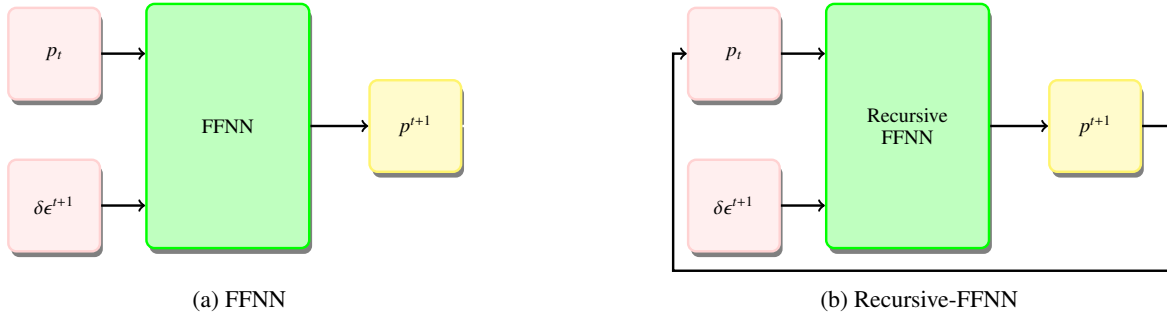 p_t
FFNN
p^{t+1}
δϵ^{t+1}
(a) FFNN
p_t
Recursive
FFNN
p^{t+1}
δϵ^{t+1}
(b) Recursive-FFNN